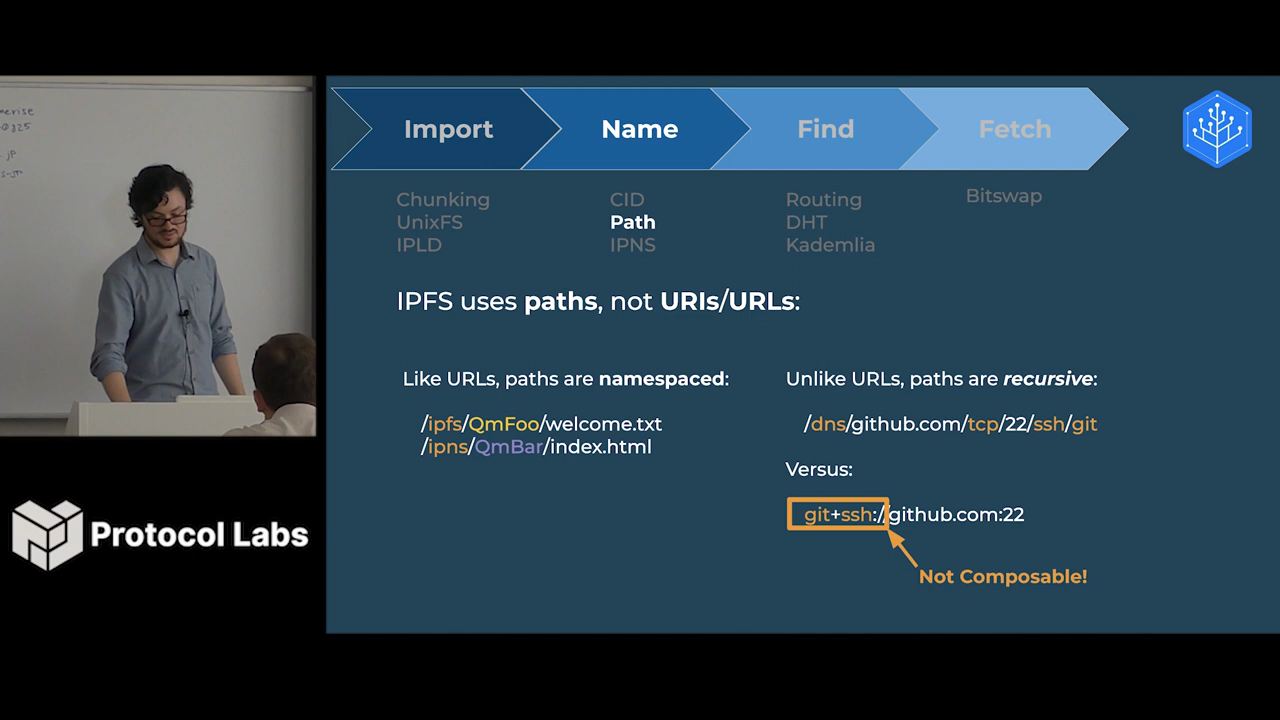 Import
Name
Find
Fetch
Chunking
UnixFS
IPLD
CID
Path
IPNS
Routing
DHT
Kademlia
Bitswap
IPFS uses paths, not URIs/URLs:
Like URLs, paths are namespaced:
/ipfs/QmFoo/welcome.txt
/ipns/QmBar/index.html
Unlike URLs, paths are recursive:
/dns/github.com/tcp/22/ssh/git
Versus:
git+ssh://github.com:22
Not Composable!
Protocol Labs